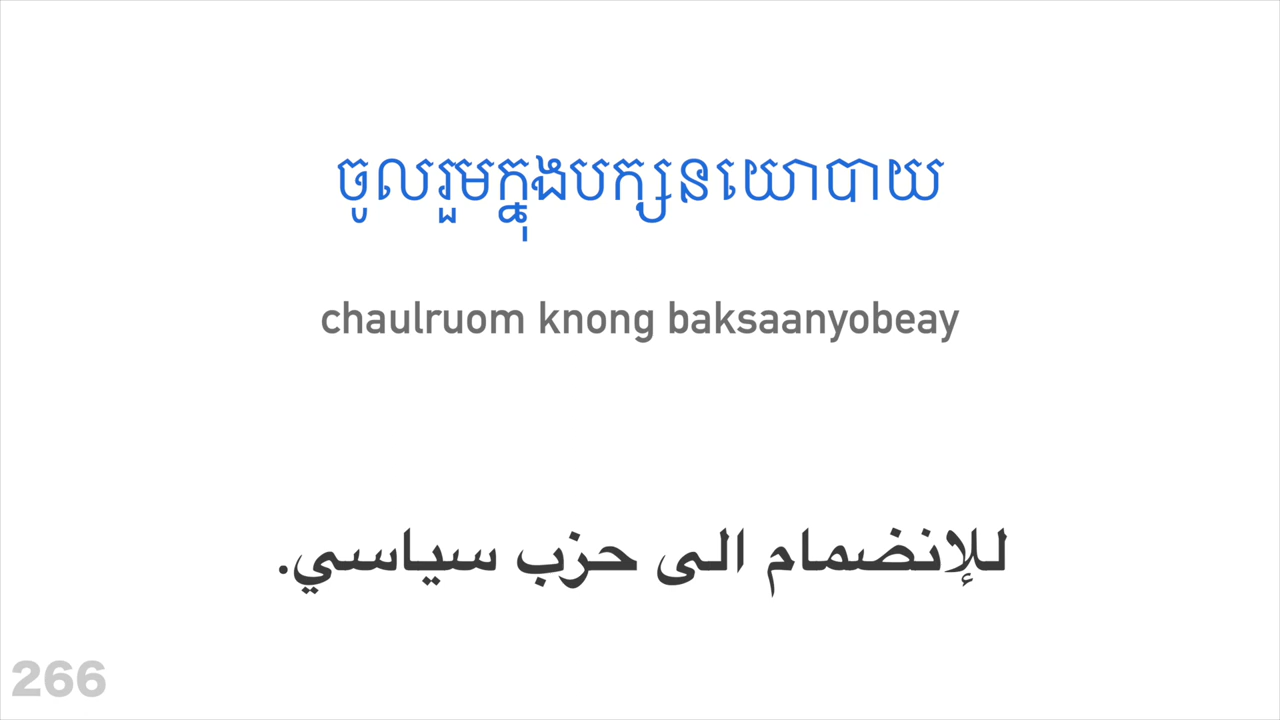 ចូលរួមក្នុងបក្សនយោបាយ
chaulruom knong baksaanyobeay
للإنضمام الى حزب سياسي.
266